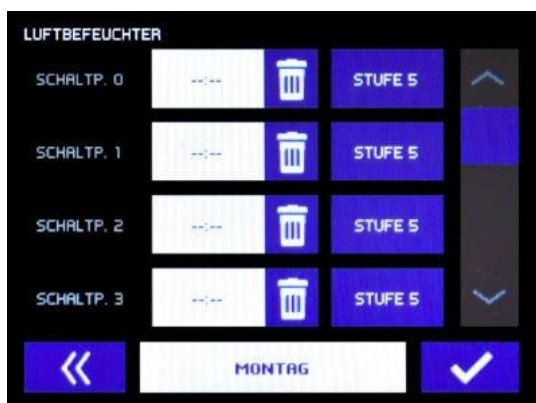 LUFTBEFEUCHTER
SCHALTP. 0 --:-- STUFE 5
SCHALTP. 1 --:-- STUFE 5
SCHALTP. 2 --:-- STUFE 5
SCHALTP. 3 --:-- STUFE 5
MONTAG